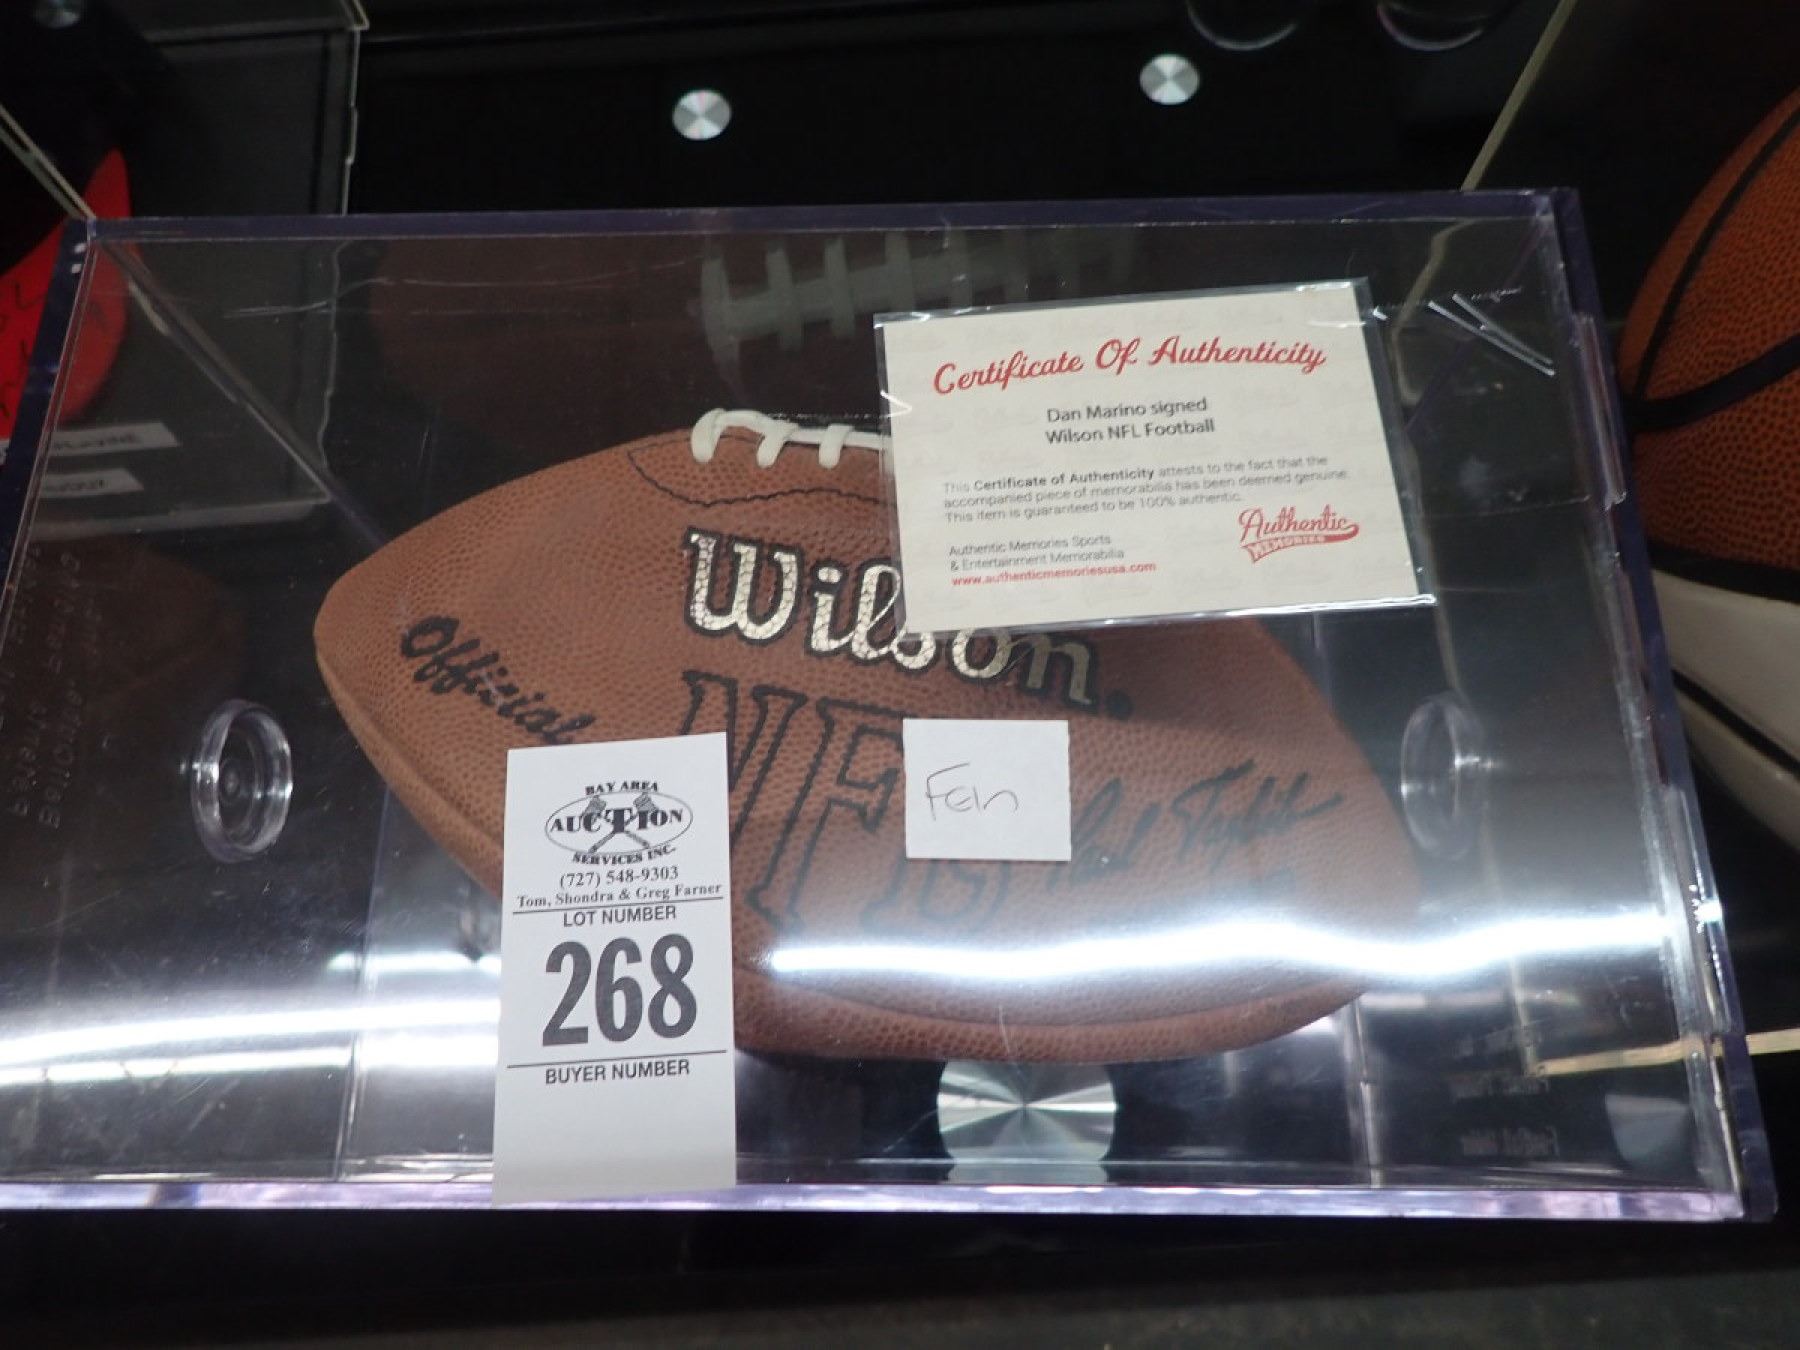 Certificate Of Authenticity
Dan Marino signed
Wilson NFL Football
This Certificate of Authenticity attests to the fact that the
accompanied piece of memorabilia has been deemed genuine.
This item is guaranteed to be 100% authentic.
Authentic Memories Sports
& Entertainment Memorabilia
www.authenticmemoriesusa.com
Authentic
MEMORIES
Wilson.
Official
NFL
Paul Tagliabue
BAY AREA
AUCTION
SERVICES INC.
(727) 548-9303
Tom, Shondra & Greg Farner
LOT NUMBER
268
BUYER NUMBER